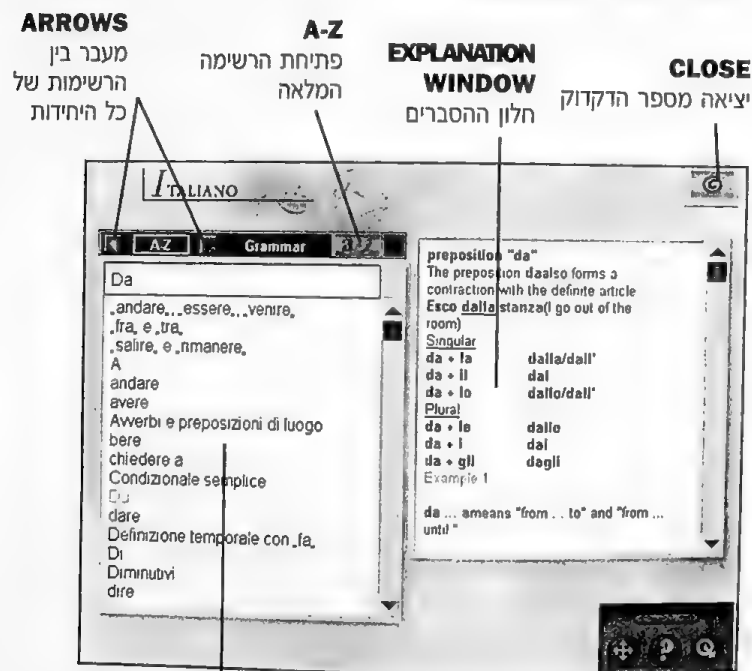 ARROWS
מעבר בין
הרשימות של
כל היחידות
A-Z
פתיחת הרשימה
המלאה
EXPLANATION
WINDOW
חלון ההסברים
CLOSE
יציאה מספר הדקדוק
ITALIANO
A-Z
Grammar
Da
„andare„ „essere„ „venire„
„fra„ e „tra„
„salire„ e „rimanere„
A
andare
avere
Avverbi e preposizioni di luogo
bere
chiedere a
Condizionale semplice
Da
dare
Definizione temporale con „fa„
Di
Diminutivi
dire
preposition "da"
The preposition daalso forms a
contraction with the definite article
Esco dalla stanza(I go out of the
room)
Singular
da + la dalla/dall'
da + il dal
da + lo dallo/dall'
Plural
da + le dalle
da + i dai
da + gli dagli
Example 1
da ... ameans "from . . to" and "from ...
until "